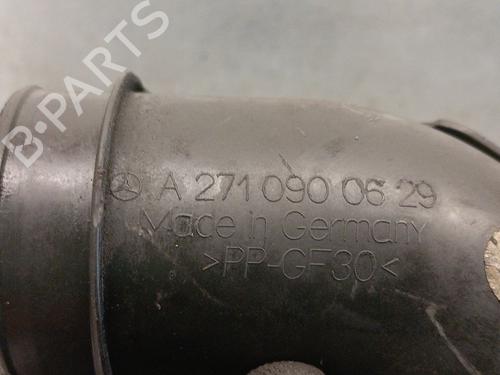 B-PARTS
A 271 090 06 29
Made in Germany
>PP-GF30<